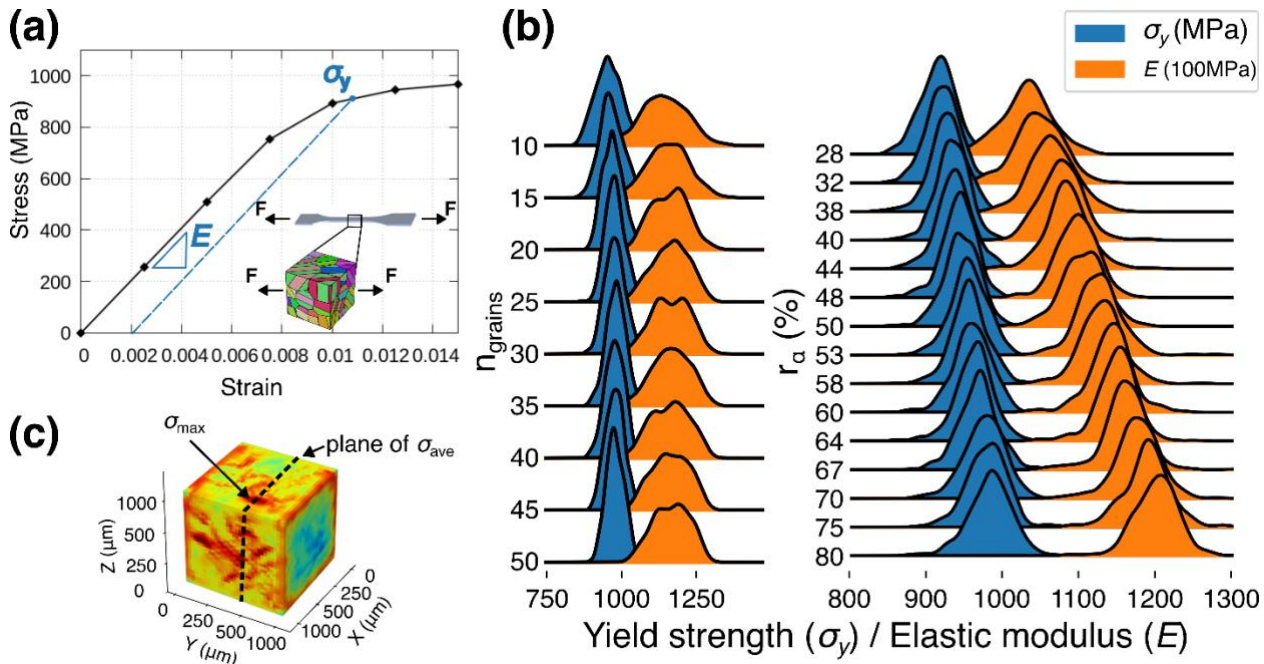 (a)
Stress (MPa)
1000
800
600
400
200
0
σy
E
F
F
F
F
0
0.002
0.004
0.006
0.008
0.01
0.012
0.014
Strain
(b)
σy (MPa)
E (100MPa)
ngrains
10
15
20
25
30
35
40
45
50
750
1000
1250
rα (%)
28
32
38
40
44
48
50
53
58
60
64
67
70
75
80
800
900
1000
1100
1200
1300
Yield strength (σy) / Elastic modulus (E)
(c)
σmax
plane of σave
Z (μm)
1000
500
250
0
0
250
500
1000
Y (μm)
0
250
500
1000
X (μm)